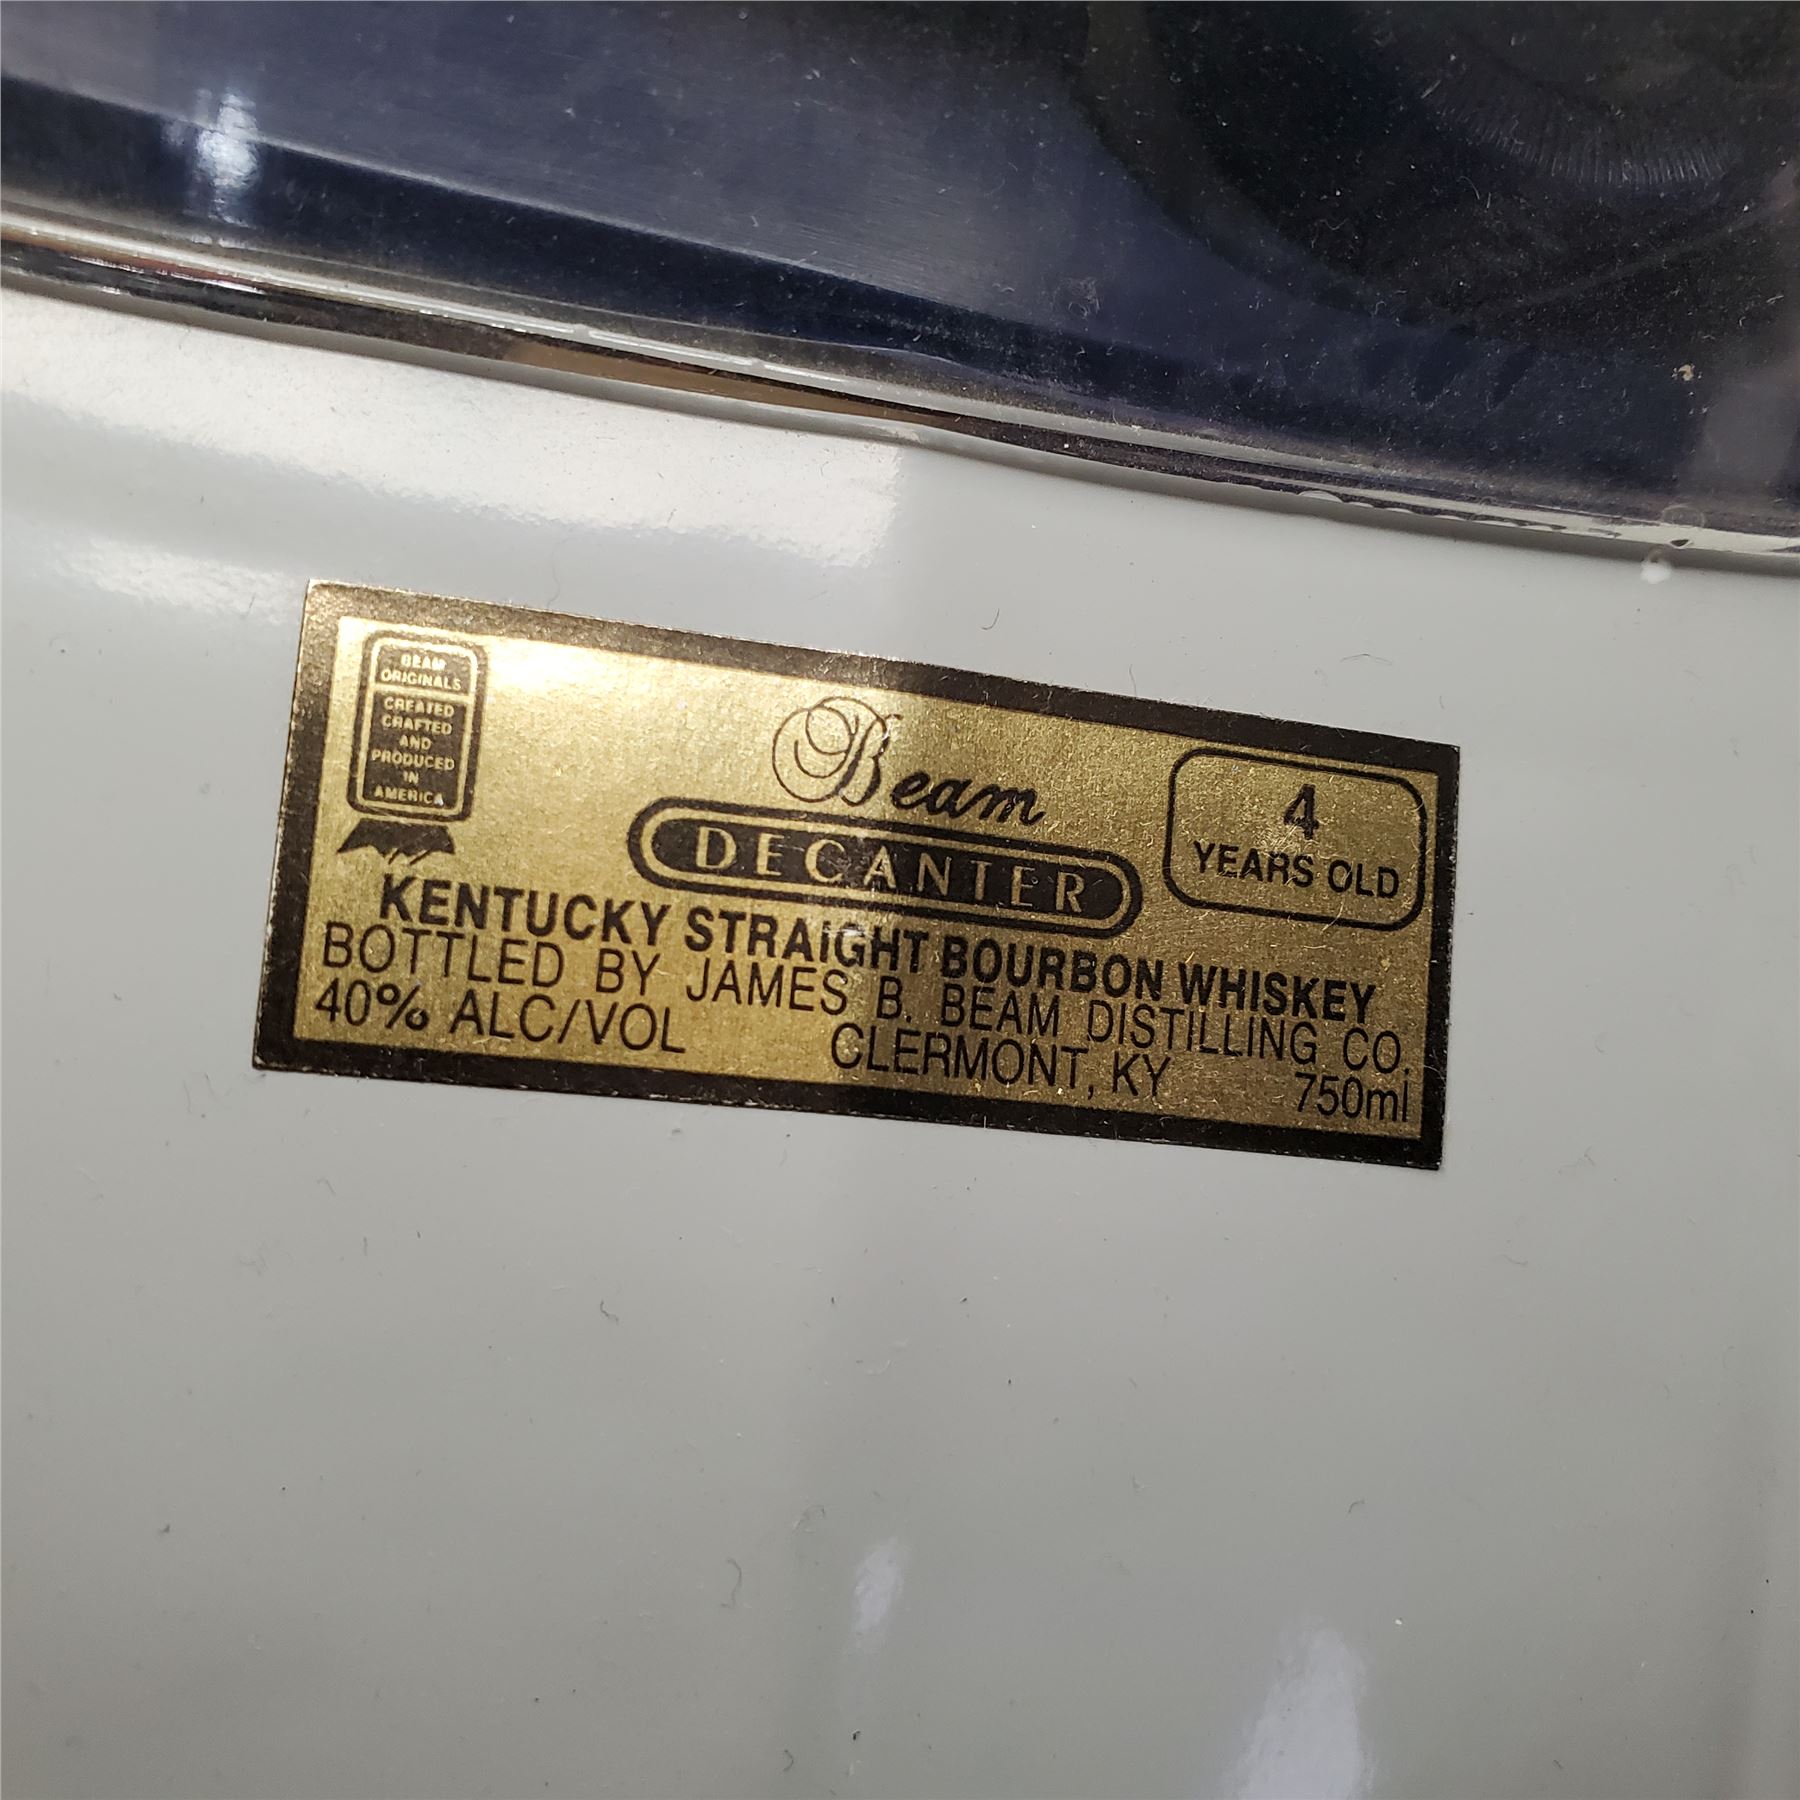 BEAM
ORIGINALS
CREATED
CRAFTED
AND
PRODUCED
IN
AMERICA
Beam
DECANTER
4
YEARS OLD
KENTUCKY STRAIGHT BOURBON WHISKEY
BOTTLED BY JAMES B. BEAM DISTILLING CO.
40% ALC/VOL CLERMONT, KY 750ml